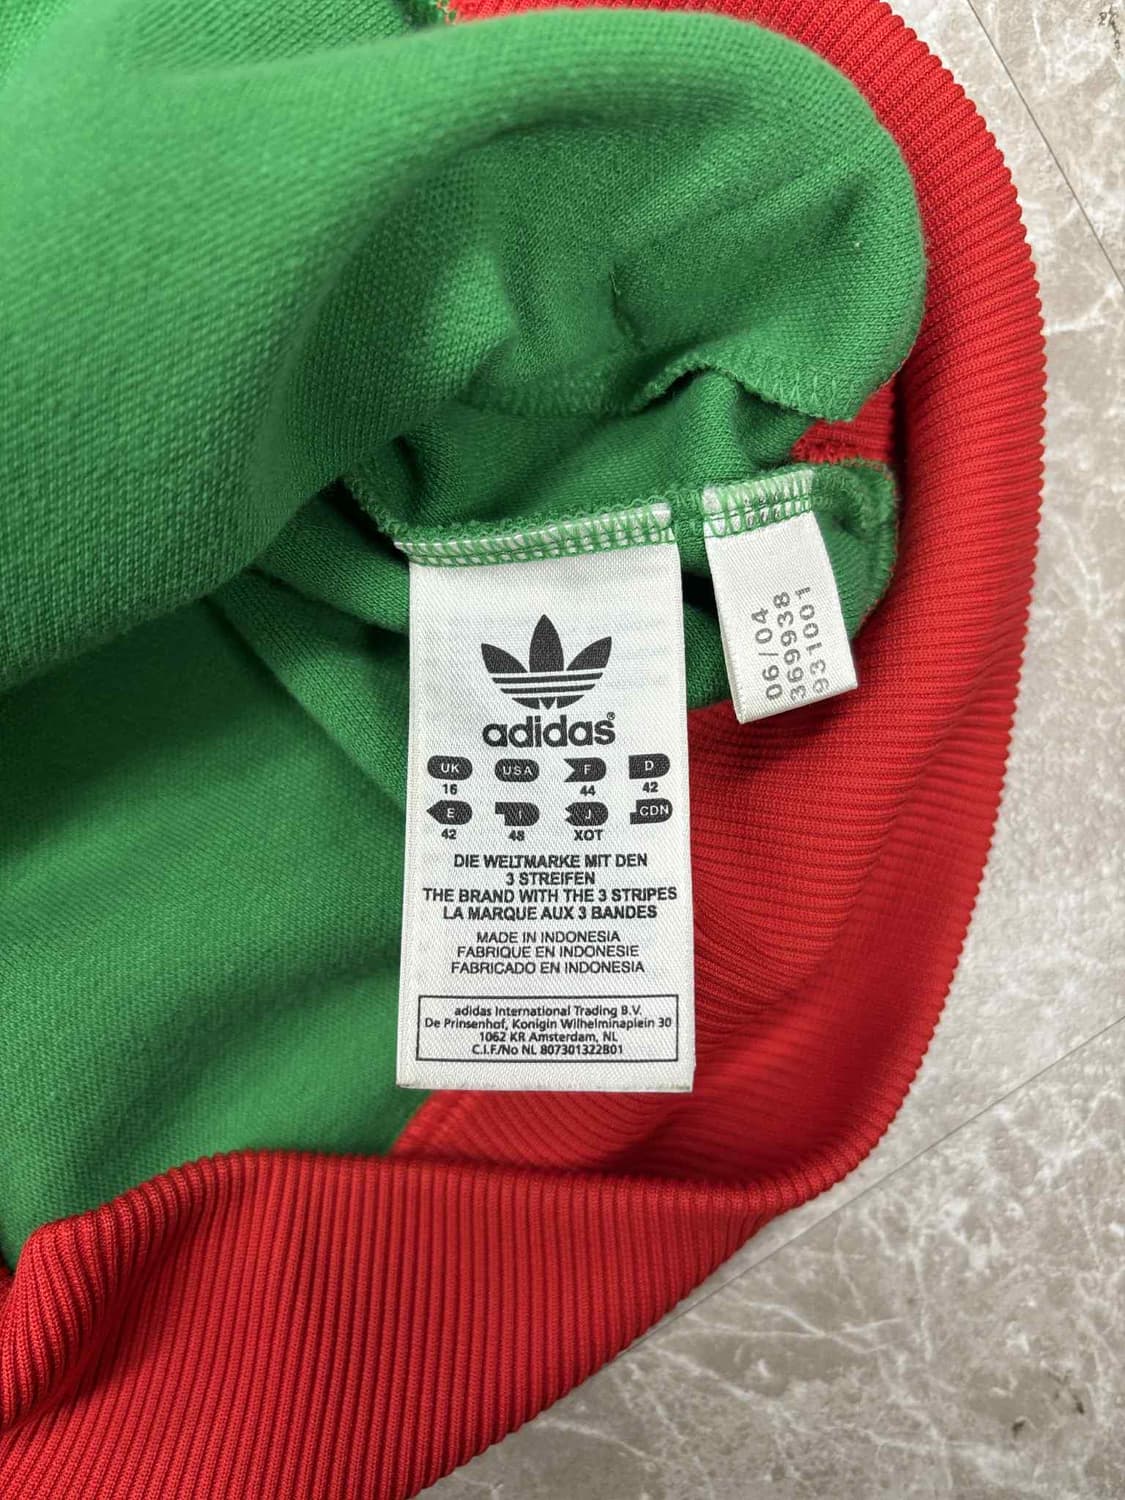 adidas®
UK USA F D
16 44 42
E I J CDN
42 48 XOT
DIE WELTMARKE MIT DEN
3 STREIFEN
THE BRAND WITH THE 3 STRIPES
LA MARQUE AUX 3 BANDES
MADE IN INDONESIA
FABRIQUE EN INDONESIE
FABRICADO EN INDONESIA
adidas International Trading B.V.
De Prinsenhof, Konigin Wilhelminaplein 30
1062 KR Amsterdam, NL
C.I.F./No NL 807301322B01
06/04
369938
931001